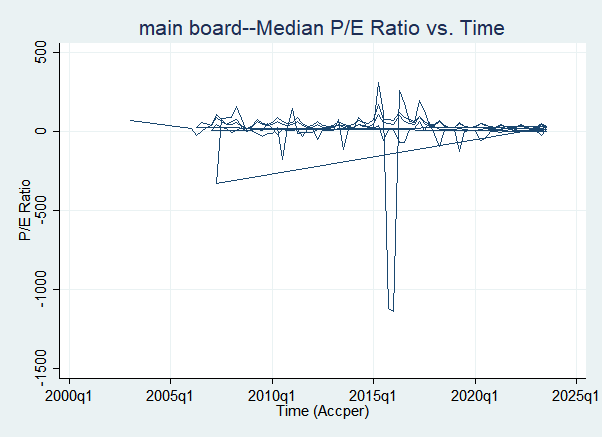 main board--Median P/E Ratio vs. Time
P/E Ratio
500
0
-500
-1000
-1500
2000q1 2005q1 2010q1 2015q1 2020q1 2025q1
Time (Accper)